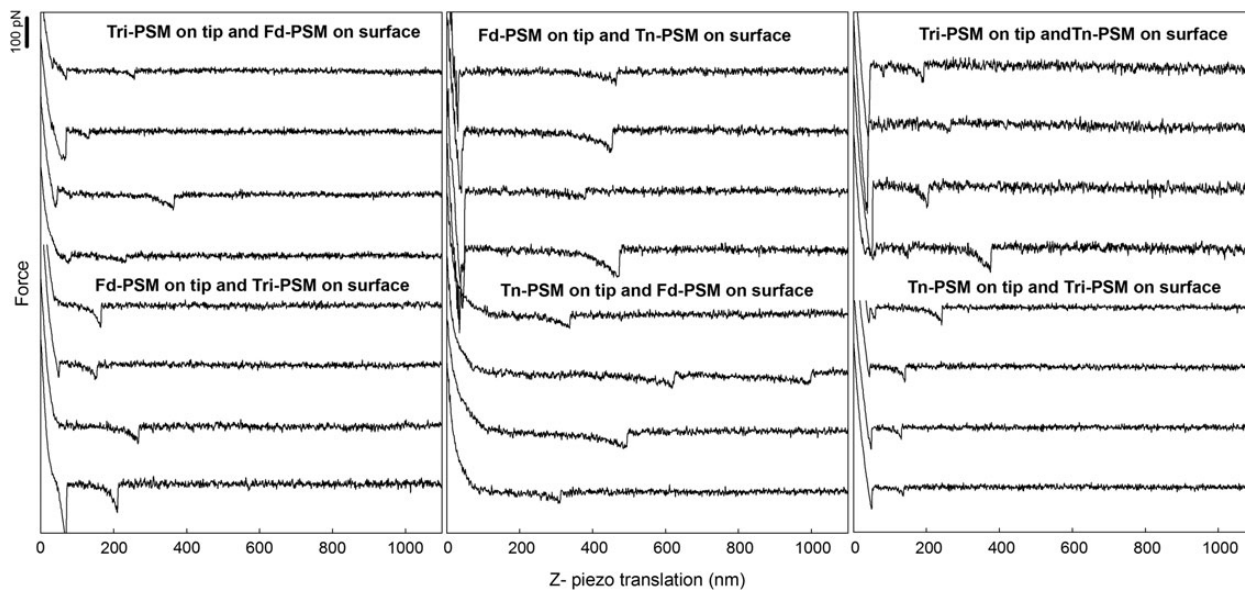 100 pN
Tri-PSM on tip and Fd-PSM on surface
Fd-PSM on tip and Tn-PSM on surface
Tri-PSM on tip andTn-PSM on surface
Force
Fd-PSM on tip and Tri-PSM on surface
Tn-PSM on tip and Fd-PSM on surface
Tn-PSM on tip and Tri-PSM on surface
0 200 400 600 800 1000
0 200 400 600 800 1000
0 200 400 600 800 1000
Z- piezo translation (nm)